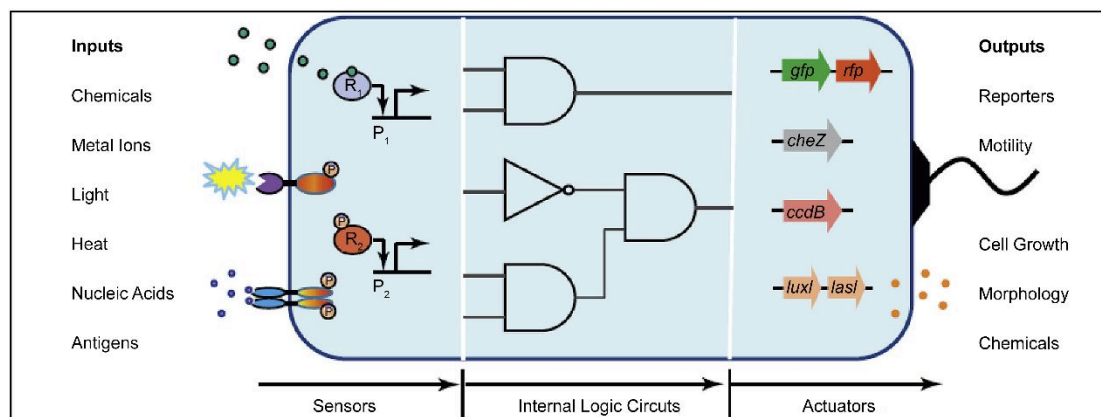 Inputs
Chemicals
Metal Ions
Light
Heat
Nucleic Acids
Antigens
R1
P1
P
P
R2
P2
P
P
gfp rfp
cheZ
ccdB
luxI lasI
Outputs
Reporters
Motility
Cell Growth
Morphology
Chemicals
Sensors
Internal Logic Circuts
Actuators